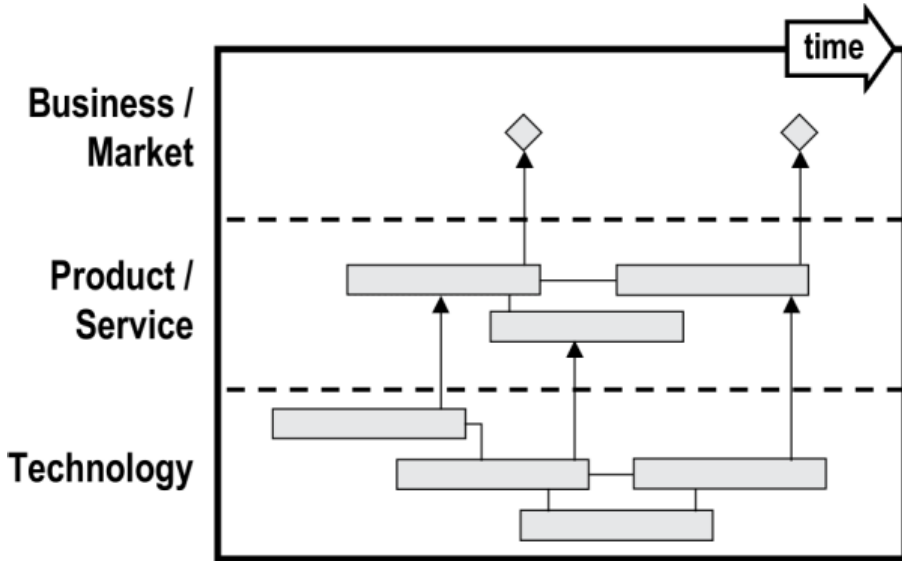 time
Business /
Market
Product /
Service
Technology